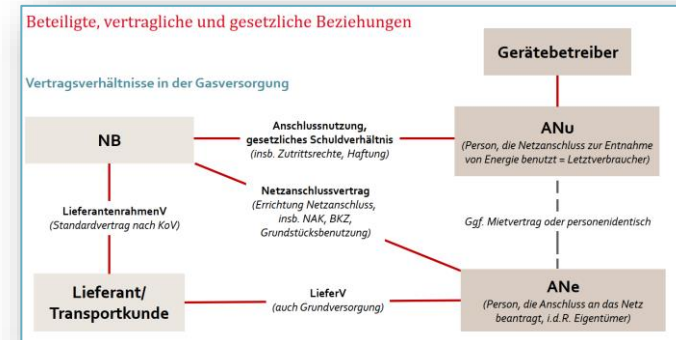 Beteiligte, vertragliche und gesetzliche Beziehungen
Vertragsverhältnisse in der Gasversorgung
Gerätebetreiber
NB
Anschlussnutzung,
gesetzliches Schuldverhältnis
(insb. Zutrittsrechte, Haftung)
ANu
(Person, die Netzanschluss zur Entnahme
von Energie benutzt = Letztverbraucher)
Netzanschlussvertrag
(Errichtung Netzanschluss,
insb. NAK, BKZ,
Grundstücksbenutzung)
LieferantenrahmenV
(Standardvertrag nach KoV)
Ggf. Mietvertrag oder personenidentisch
Lieferant/
Transportkunde
LieferV
(auch Grundversorgung)
ANe
(Person, die Anschluss an das Netz
beantragt, i.d.R. Eigentümer)